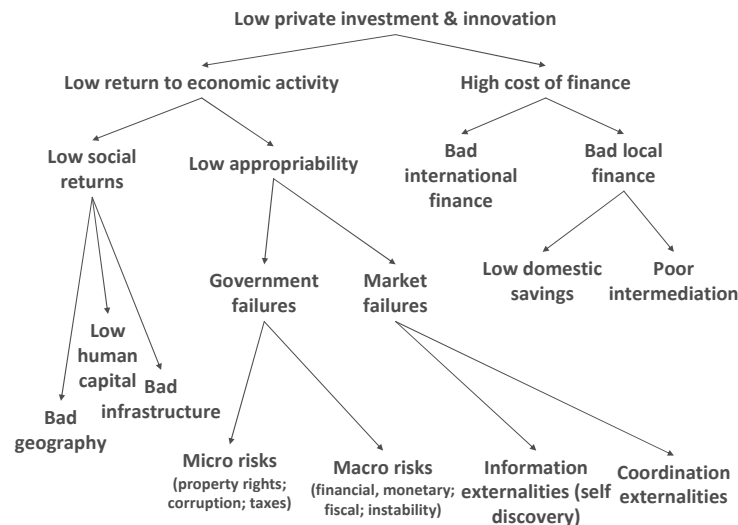 Low private investment & innovation
Low return to economic activity
High cost of finance
Low social
returns
Low appropriability
Bad
international
finance
Bad local
finance
Government
failures
Market
failures
Low domestic
savings
Poor
intermediation
Low
human
capital
Bad
infrastructure
Bad
geography
Micro risks
(property rights;
corruption; taxes)
Macro risks
(financial, monetary;
fiscal; instability)
Information
externalities (self
discovery)
Coordination
externalities